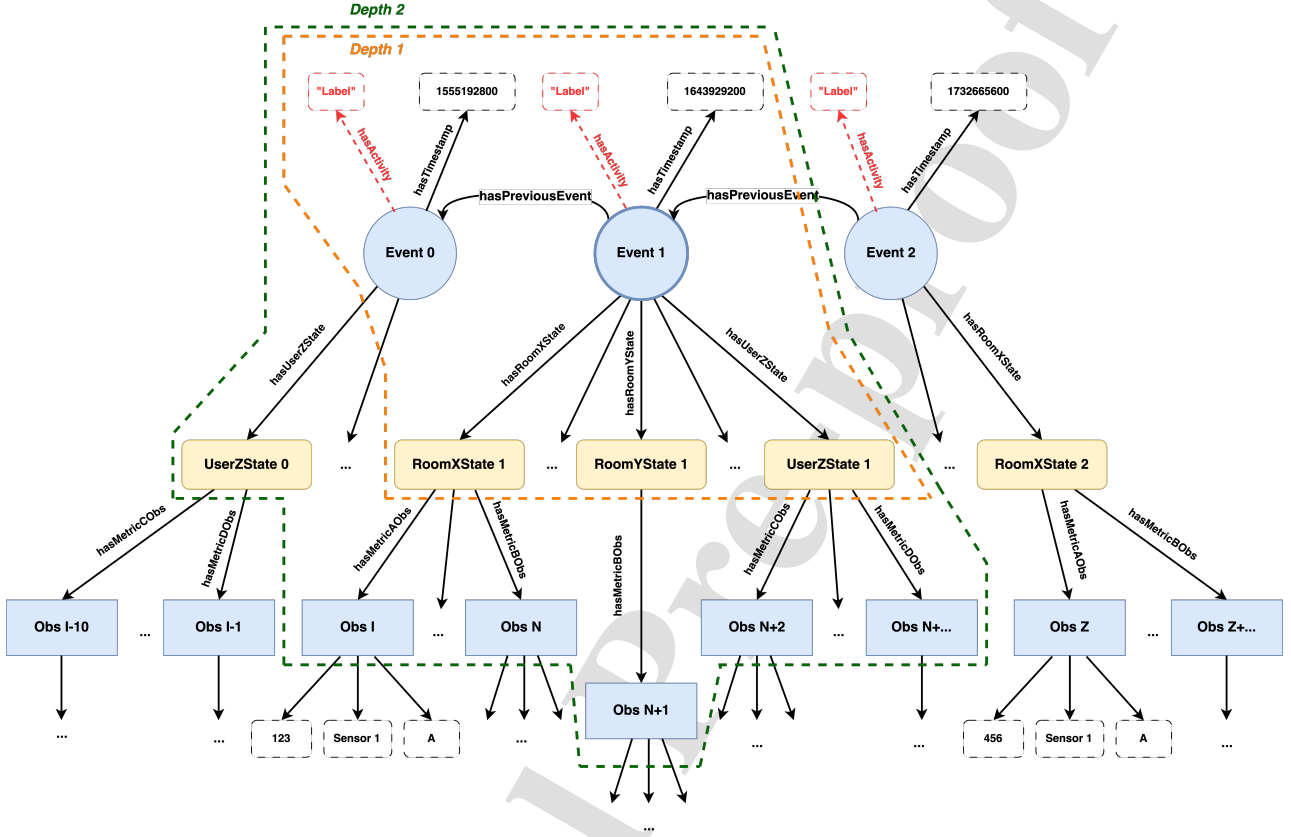 Depth 2
Depth 1
"Label"
1555192800
"Label"
1643929200
"Label"
1732665600
hasActivity
hasTimestamp
hasActivity
hasTimestamp
hasActivity
hasTimestamp
hasPreviousEvent
hasPreviousEvent
Event 0
Event 1
Event 2
hasUserZState
hasRoomXState
hasRoomYState
hasUserZState
hasRoomXState
UserZState 0
...
RoomXState 1
...
RoomYState 1
...
UserZState 1
...
RoomXState 2
hasMetricCObs
hasMetricDObs
hasMetricAObs
hasMetricBObs
hasMetricBObs
hasMetricCObs
hasMetricDObs
hasMetricAObs
hasMetricBObs
Obs I-10
...
Obs I-1
Obs I
...
Obs N
Obs N+2
...
Obs N+...
Obs Z
...
Obs Z+...
Obs N+1
...
...
123
Sensor 1
A
...
...
...
456
Sensor 1
A
...
...
l Preproof